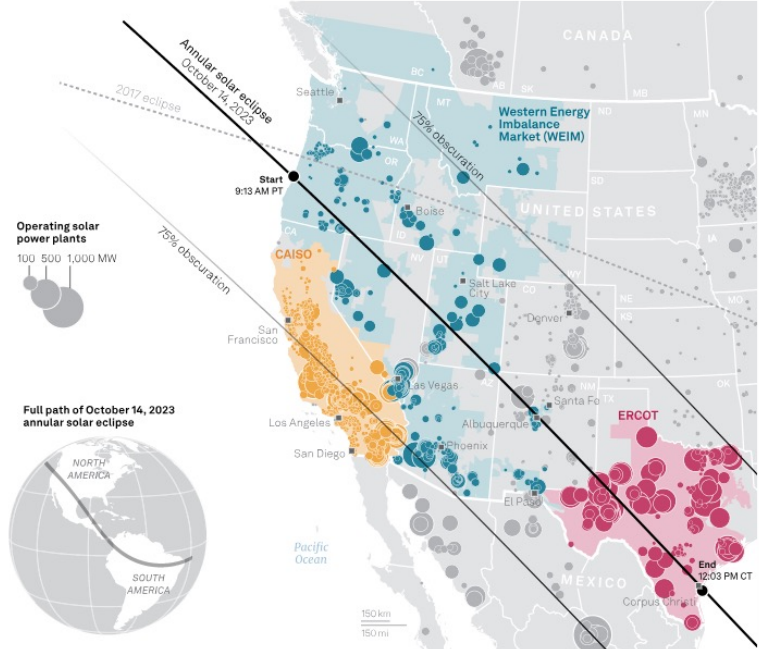 CANADA
Annular solar eclipse
October 14, 2023
2017 eclipse
75% obscuration
BC
AB
SK
MB
Seattle
MT
ND
MN
Western Energy
Imbalance
Market (WEIM)
WA
OR
Start
9:13 AM PT
SD
Boise
UNITED STATES
Operating solar
power plants
100 500 1,000 MW
75% obscuration
CA
ID
IA
CAISO
NV
UT
WY
Salt Lake
City
CO
NE
MO
KS
Denver
San
Francisco
Las Vegas
AZ
NM
TX
OK
Santa Fe
Full path of October 14, 2023
annular solar eclipse
ERCOT
Los Angeles
Albuquerque
Phoenix
San Diego
NORTH
AMERICA
El Paso
Pacific
Ocean
End
12:03 PM CT
SOUTH
AMERICA
MEXICO
Corpus Christi
150 km
150 mi